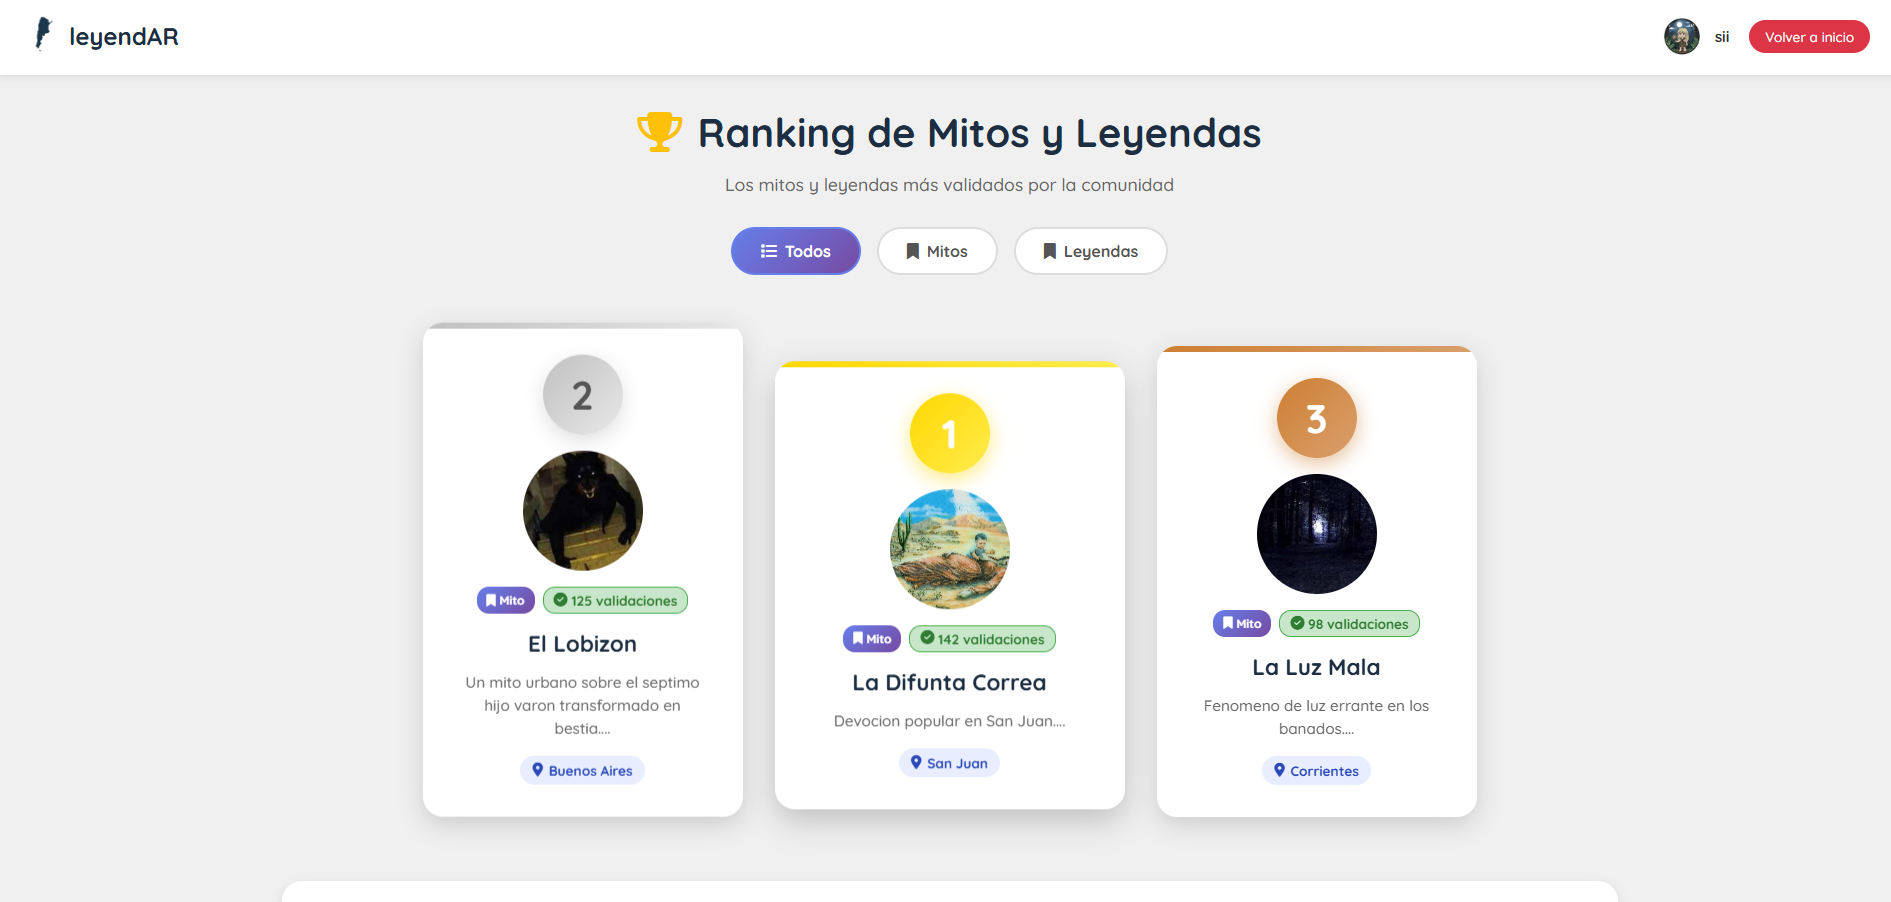 leyendAR
sii
Volver a inicio
Ranking de Mitos y Leyendas
Los mitos y leyendas más validados por la comunidad
Todos
Mitos
Leyendas
2
Mito
125 validaciones
El Lobizon
Un mito urbano sobre el septimo
hijo varon transformado en
bestia....
Buenos Aires
1
Mito
142 validaciones
La Difunta Correa
Devocion popular en San Juan....
San Juan
3
Mito
98 validaciones
La Luz Mala
Fenomeno de luz errante en los
banados....
Corrientes